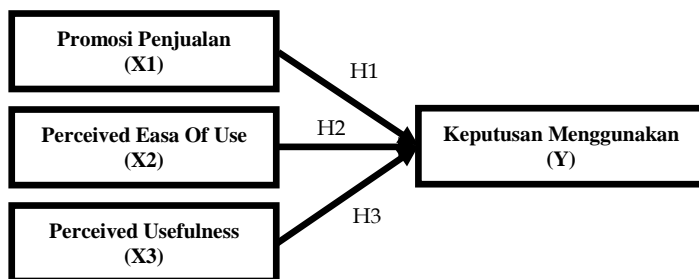 Promosi Penjualan
(X1)
H1
Perceived Easa Of Use
(X2)
H2
Keputusan Menggunakan
(Y)
Perceived Usefulness
(X3)
H3